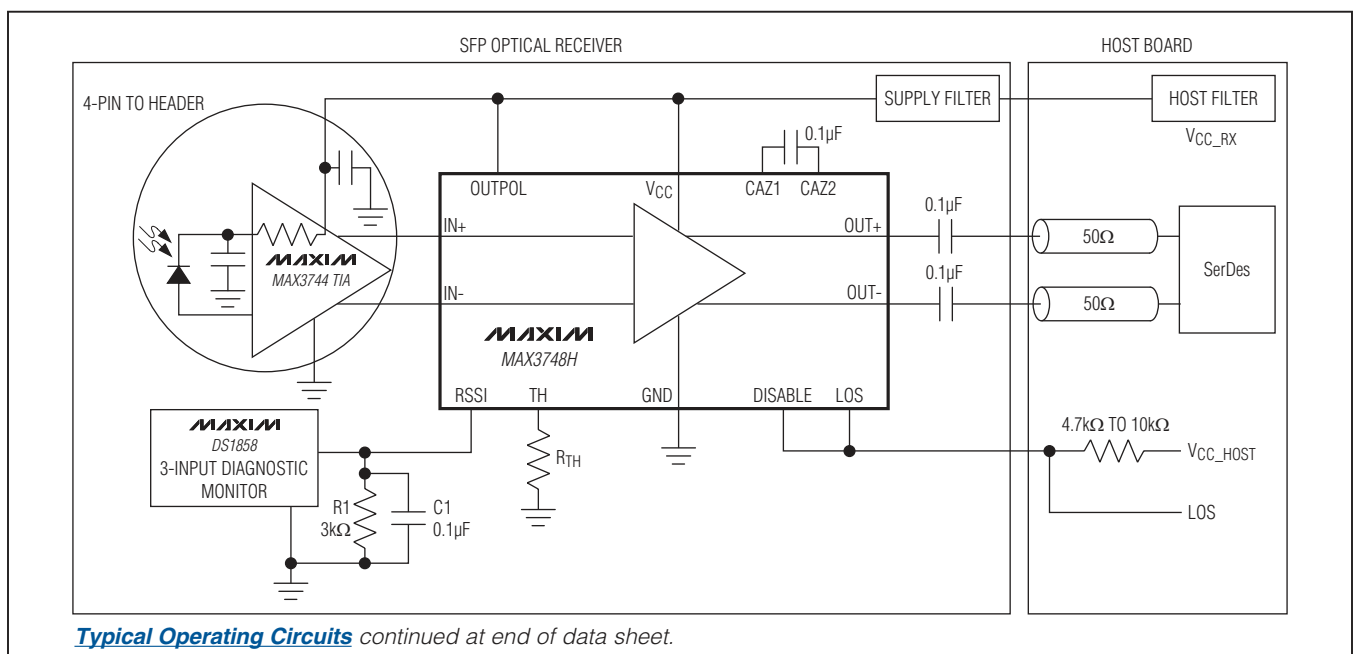 SFP OPTICAL RECEIVER
HOST BOARD
4-PIN TO HEADER
SUPPLY FILTER
HOST FILTER
VCC_RX
0.1µF
OUTPOL
VCC
CAZ1
CAZ2
IN+
OUT+
0.1µF
50Ω
MAXIM
MAX3744 TIA
SerDes
0.1µF
IN-
OUT-
50Ω
MAXIM
MAX3748H
RSSI
TH
GND
DISABLE
LOS
MAXIM
DS1858
3-INPUT DIAGNOSTIC
MONITOR
RTH
4.7kΩ TO 10kΩ
VCC_HOST
R1
3kΩ
C1
0.1µF
LOS
Typical Operating Circuits continued at end of data sheet.